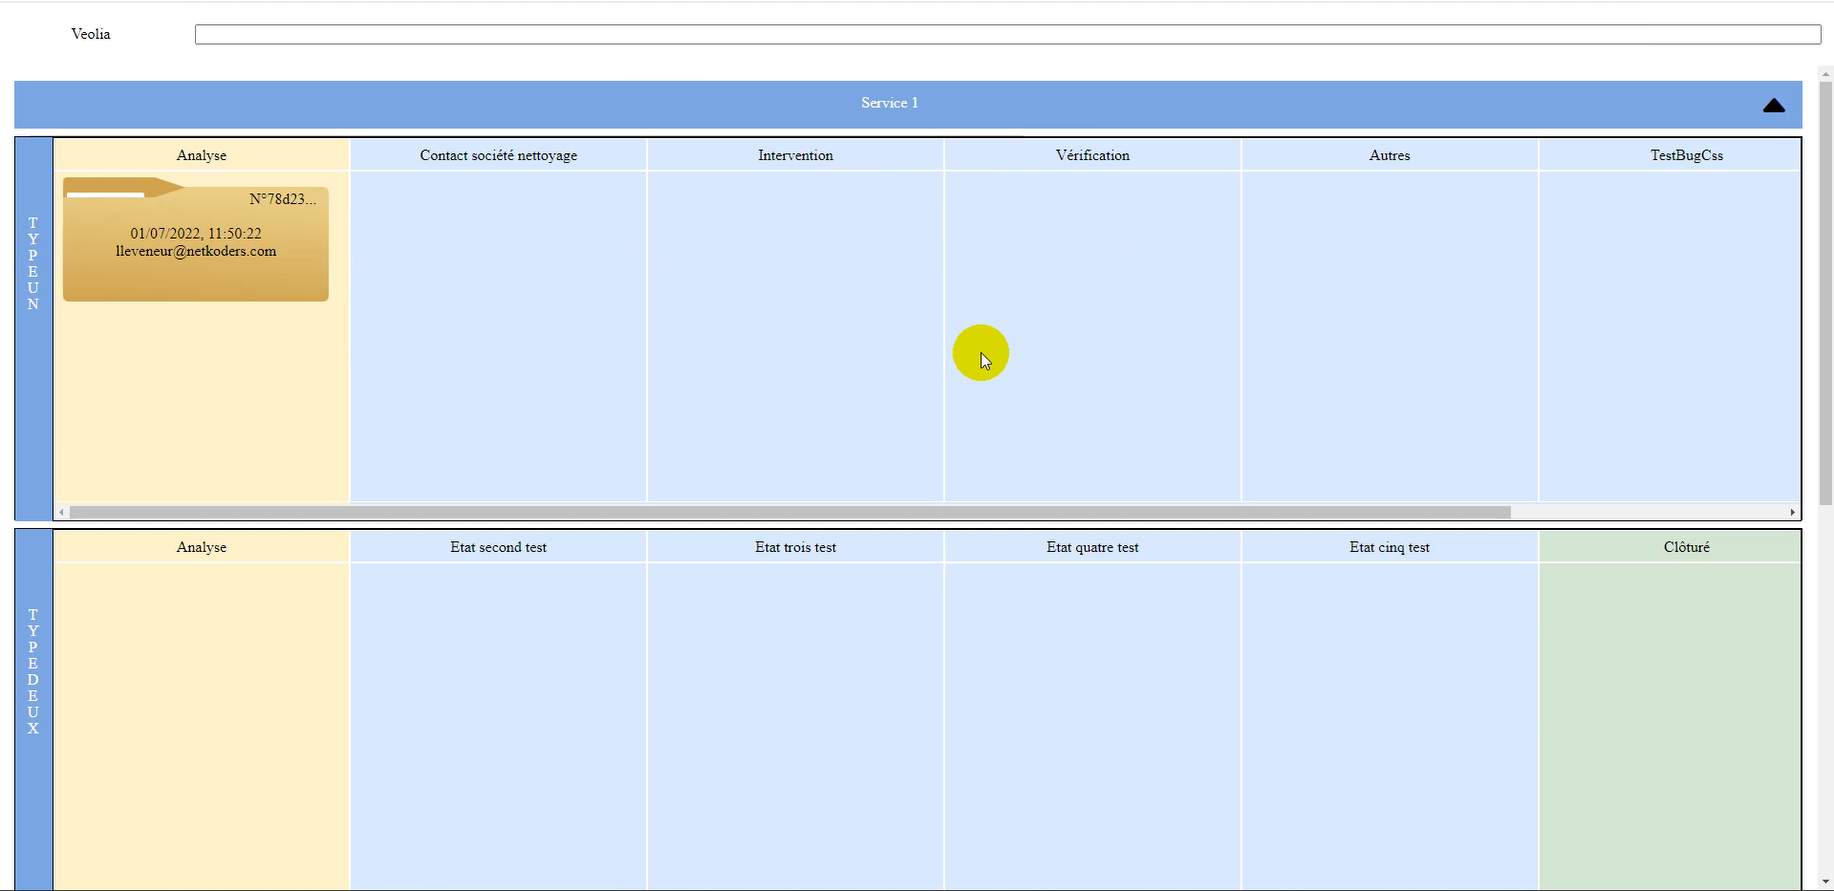 Veolia
Service 1
TYPEUN
Analyse
Contact société nettoyage
Intervention
Vérification
Autres
TestBugCss
N°78d23...
01/07/2022, 11:50:22
lleveneur@netkoders.com
TYPEDEUX
Analyse
Etat second test
Etat trois test
Etat quatre test
Etat cinq test
Clôturé